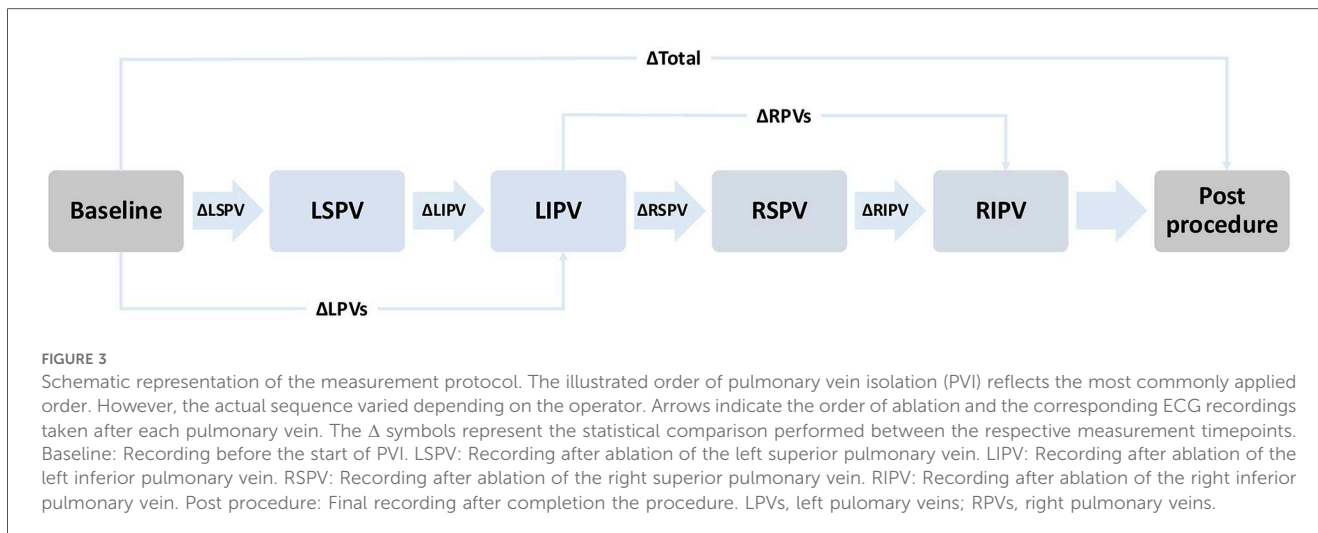 ΔTotal
ΔRPVs
Baseline
ΔLSPV
LSPV
ΔLIPV
LIPV
ΔRSPV
RSPV
ΔRIPV
RIPV
Post
procedure
ΔLPVs
FIGURE 3
Schematic representation of the measurement protocol. The illustrated order of pulmonary vein isolation (PVI) reflects the most commonly applied
order. However, the actual sequence varied depending on the operator. Arrows indicate the order of ablation and the corresponding ECG recordings
taken after each pulmonary vein. The Δ symbols represent the statistical comparison performed between the respective measurement timepoints.
Baseline: Recording before the start of PVI. LSPV: Recording after ablation of the left superior pulmonary vein. LIPV: Recording after ablation of the
left inferior pulmonary vein. RSPV: Recording after ablation of the right superior pulmonary vein. RIPV: Recording after ablation of the right inferior
pulmonary vein. Post procedure: Final recording after completion the procedure. LPVs, left pulomary veins; RPVs, right pulmonary veins.